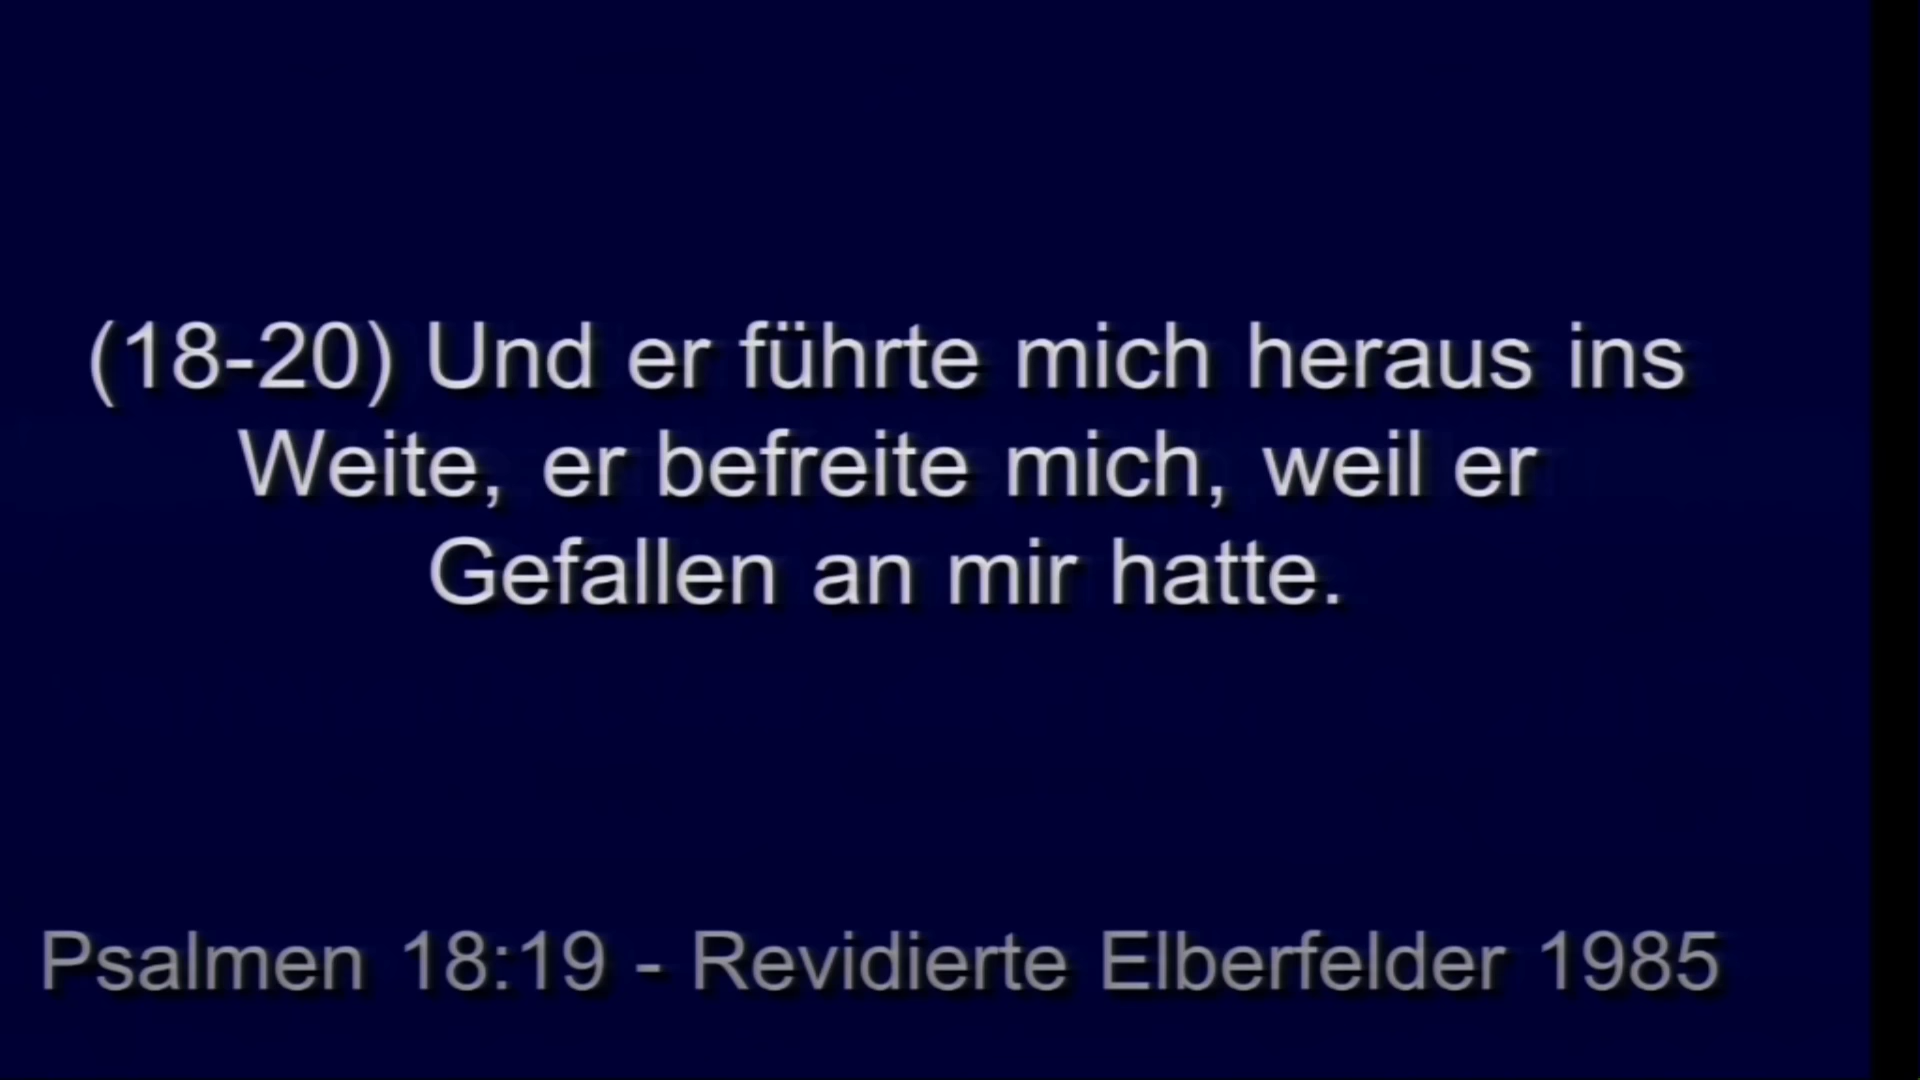 (18-20) Und er führte mich heraus ins
Weite, er befreite mich, weil er
Gefallen an mir hatte.
Psalmen 18:19 - Revidierte Elberfelder 1985